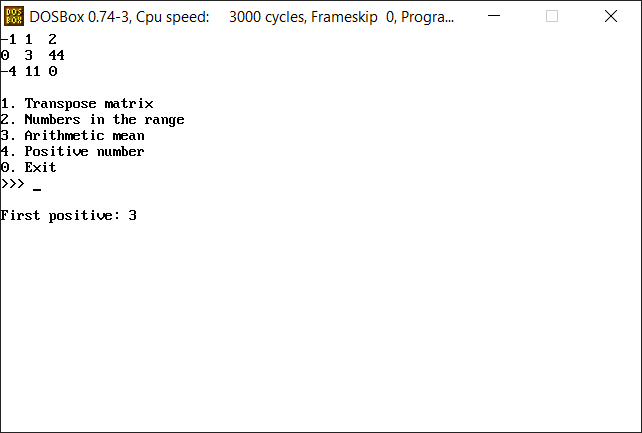 DOS BOX DOSBox 0.74-3, Cpu speed: 3000 cycles, Frameskip 0, Progra...
-1 1 2
0 3 44
-4 11 0
1. Transpose matrix
2. Numbers in the range
3. Arithmetic mean
4. Positive number
0. Exit
>>> _
First positive: 3